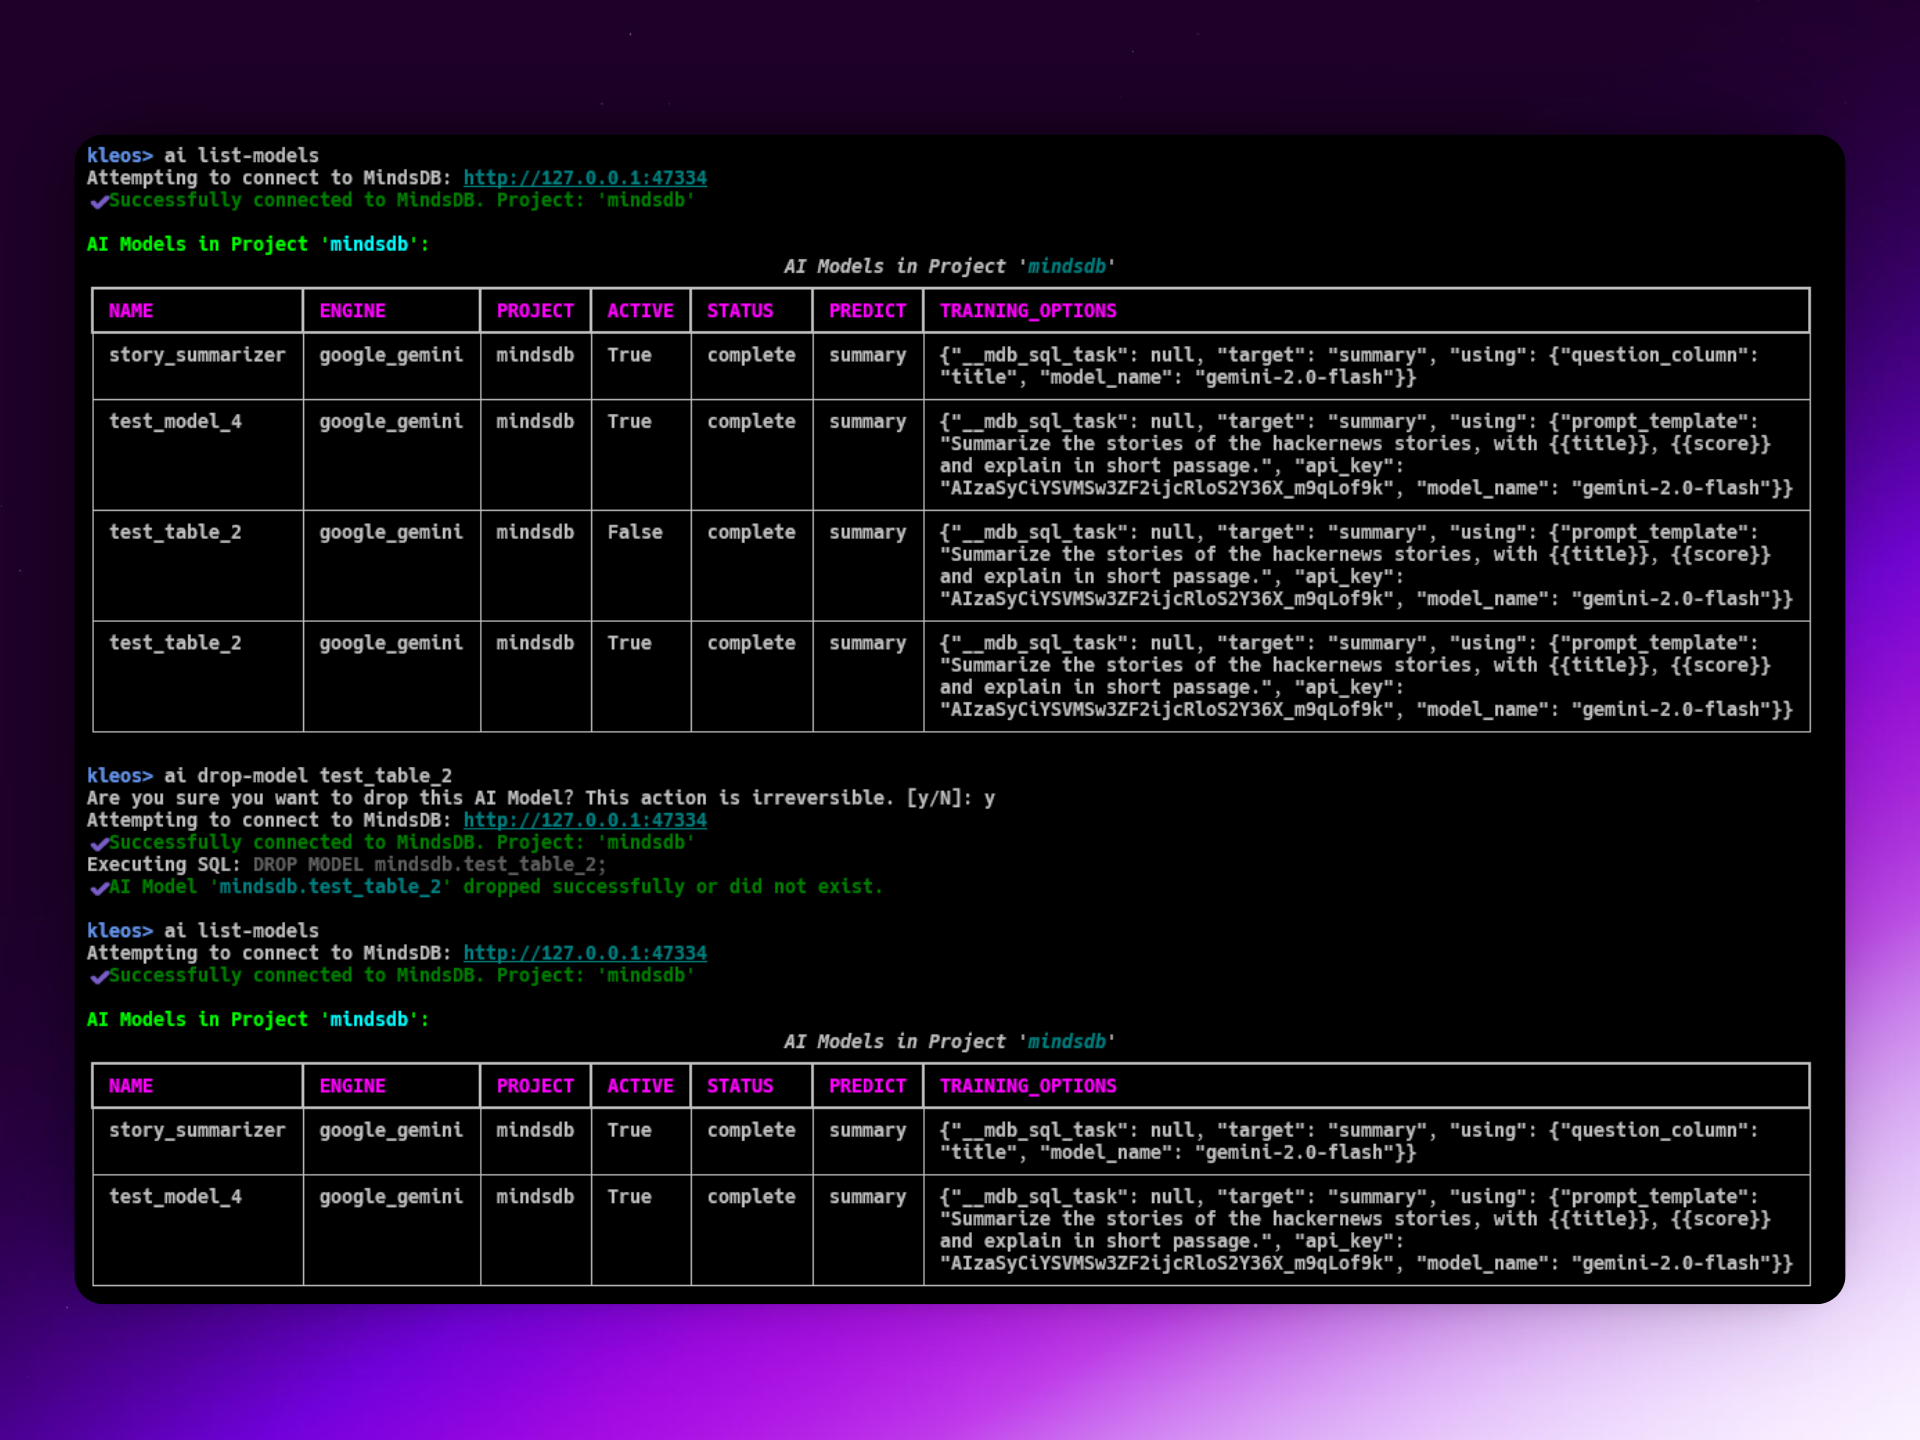 kleos> ai list-models
Attempting to connect to MindsDB: http://127.0.0.1:47334
✔Successfully connected to MindsDB. Project: 'mindsdb'
AI Models in Project 'mindsdb':
AI Models in Project 'mindsdb'
NAME ENGINE PROJECT ACTIVE STATUS PREDICT TRAINING_OPTIONS
story_summarizer google_gemini mindsdb True complete summary {"__mdb_sql_task": null, "target": "summary", "using": {"question_column":
"title", "model_name": "gemini-2.0-flash"}}
test_model_4 google_gemini mindsdb True complete summary {"__mdb_sql_task": null, "target": "summary", "using": {"prompt_template":
"Summarize the stories of the hackernews stories, with {{title}}, {{score}}
and explain in short passage.", "api_key":
"AIzaSyCiYSVMSw3ZF2ijcRloS2Y36X_m9qLof9k", "model_name": "gemini-2.0-flash"}}
test_table_2 google_gemini mindsdb False complete summary {"__mdb_sql_task": null, "target": "summary", "using": {"prompt_template":
"Summarize the stories of the hackernews stories, with {{title}}, {{score}}
and explain in short passage.", "api_key":
"AIzaSyCiYSVMSw3ZF2ijcRloS2Y36X_m9qLof9k", "model_name": "gemini-2.0-flash"}}
test_table_2 google_gemini mindsdb True complete summary {"__mdb_sql_task": null, "target": "summary", "using": {"prompt_template":
"Summarize the stories of the hackernews stories, with {{title}}, {{score}}
and explain in short passage.", "api_key":
"AIzaSyCiYSVMSw3ZF2ijcRloS2Y36X_m9qLof9k", "model_name": "gemini-2.0-flash"}}
kleos> ai drop-model test_table_2
Are you sure you want to drop this AI Model? This action is irreversible. [y/N]: y
Attempting to connect to MindsDB: http://127.0.0.1:47334
✔Successfully connected to MindsDB. Project: 'mindsdb'
Executing SQL: DROP MODEL mindsdb.test_table_2;
✔AI Model 'mindsdb.test_table_2' dropped successfully or did not exist.
kleos> ai list-models
Attempting to connect to MindsDB: http://127.0.0.1:47334
✔Successfully connected to MindsDB. Project: 'mindsdb'
AI Models in Project 'mindsdb':
AI Models in Project 'mindsdb'
NAME ENGINE PROJECT ACTIVE STATUS PREDICT TRAINING_OPTIONS
story_summarizer google_gemini mindsdb True complete summary {"__mdb_sql_task": null, "target": "summary", "using": {"question_column":
"title", "model_name": "gemini-2.0-flash"}}
test_model_4 google_gemini mindsdb True complete summary {"__mdb_sql_task": null, "target": "summary", "using": {"prompt_template":
"Summarize the stories of the hackernews stories, with {{title}}, {{score}}
and explain in short passage.", "api_key":
"AIzaSyCiYSVMSw3ZF2ijcRloS2Y36X_m9qLof9k", "model_name": "gemini-2.0-flash"}}